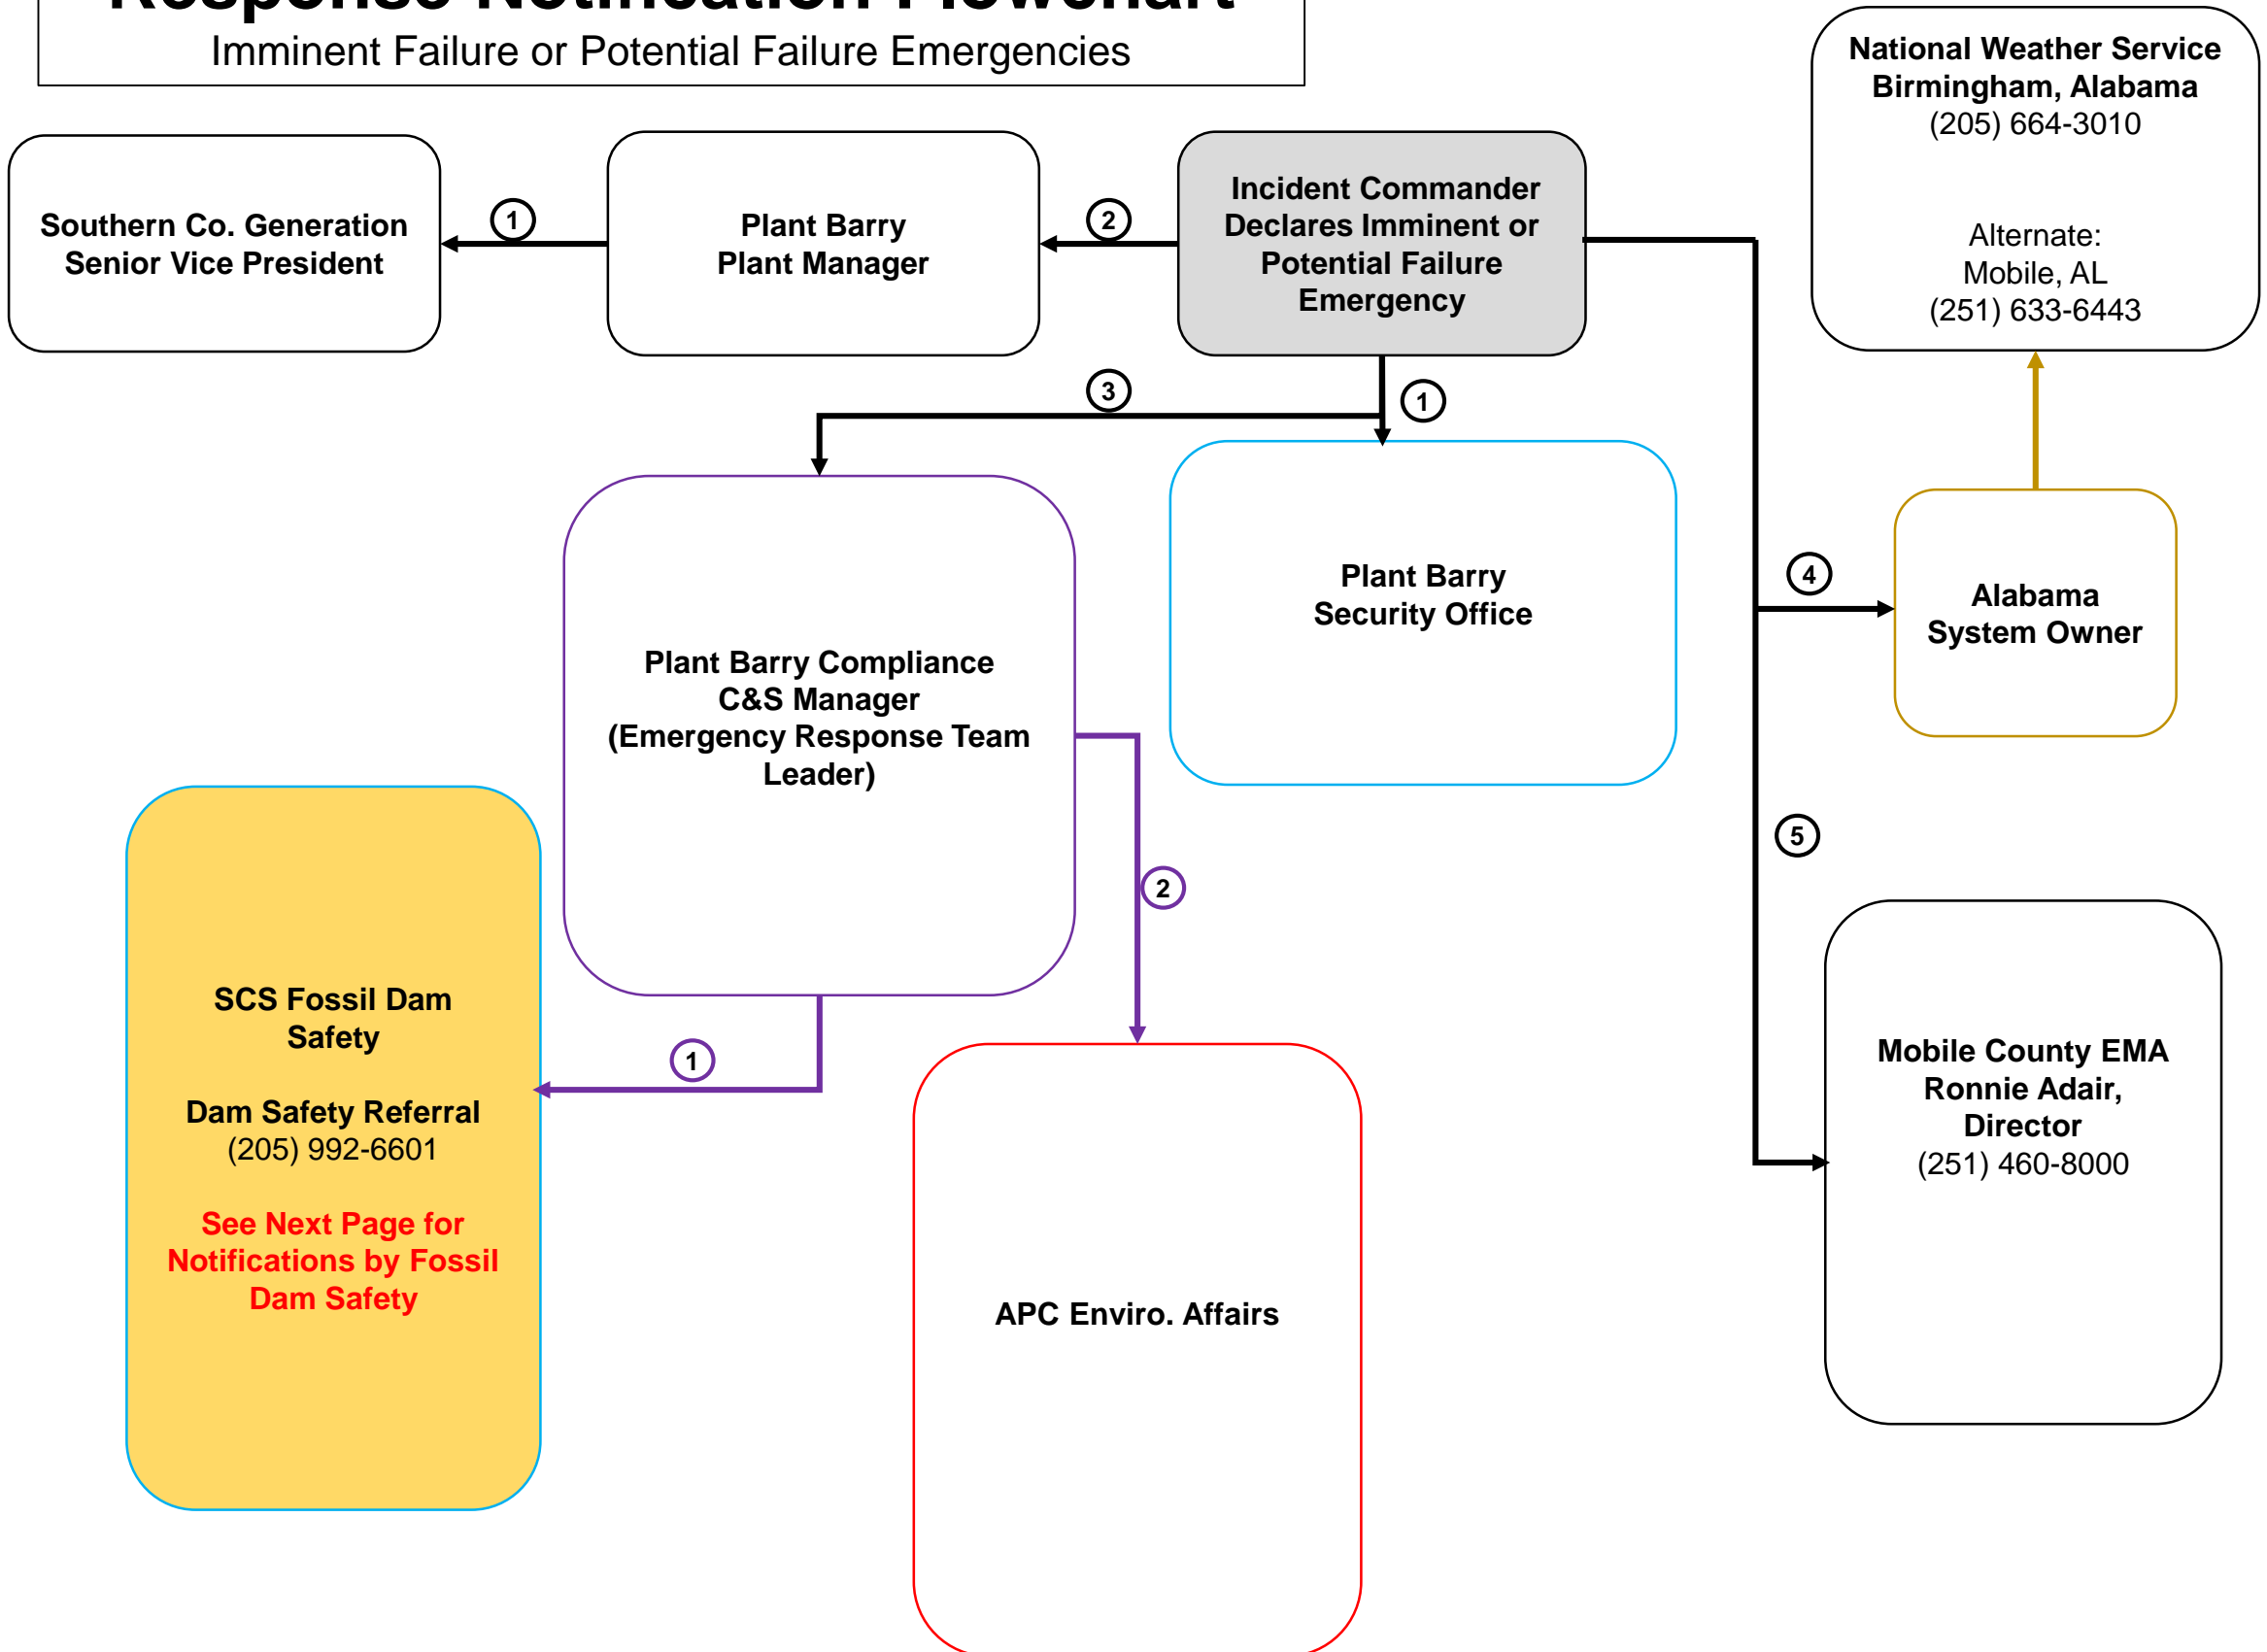 Response Notification Flowchart
Imminent Failure or Potential Failure Emergencies
National Weather Service
Birmingham, Alabama
(205) 664-3010
Alternate:
Mobile, AL
(251) 633-6443
Southern Co. Generation
Senior Vice President
1
Plant Barry
Plant Manager
2
Incident Commander
Declares Imminent or
Potential Failure
Emergency
3
1
Plant Barry
Security Office
4
Alabama
System Owner
Plant Barry Compliance
C&S Manager
(Emergency Response Team
Leader)
5
2
1
SCS Fossil Dam
Safety
Dam Safety Referral
(205) 992-6601
See Next Page for
Notifications by Fossil
Dam Safety
Mobile County EMA
Ronnie Adair,
Director
(251) 460-8000
APC Enviro. Affairs